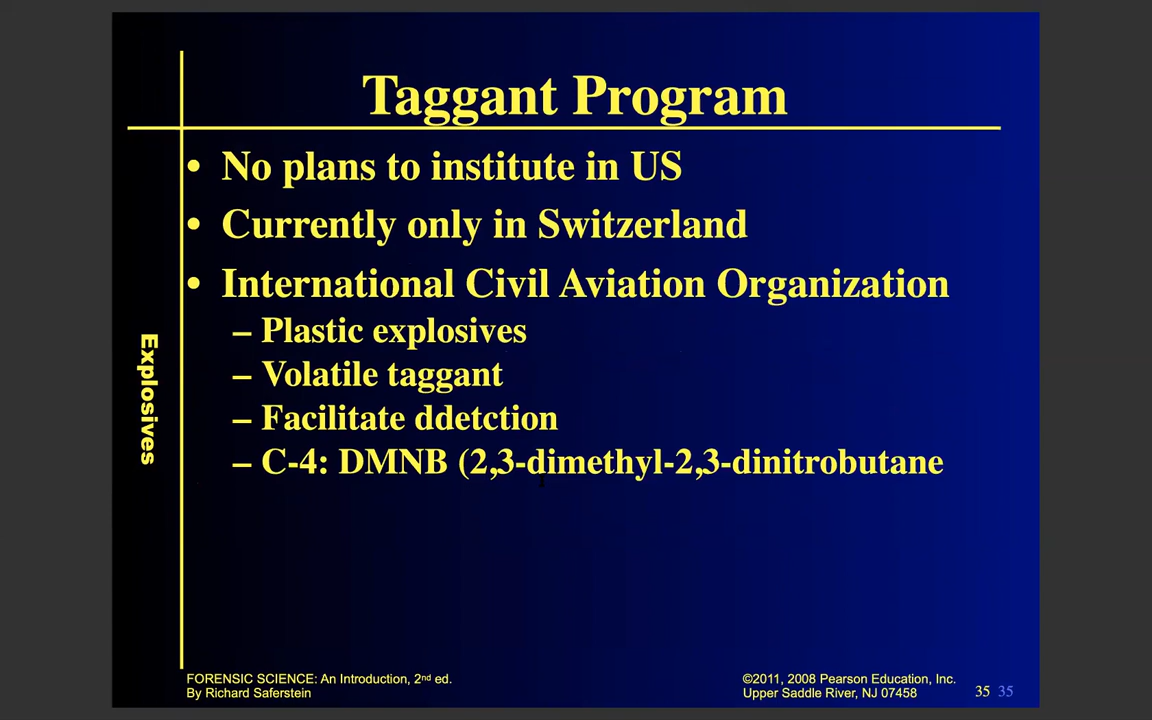 Taggant Program
• No plans to institute in US
• Currently only in Switzerland
• International Civil Aviation Organization
– Plastic explosives
– Volatile taggant
– Facilitate ddetction
– C-4: DMNB (2,3-dimethyl-2,3-dinitrobutane
Explosives
FORENSIC SCIENCE: An Introduction, 2nd ed.
By Richard Saferstein
©2011, 2008 Pearson Education, Inc.
Upper Saddle River, NJ 07458
35 35